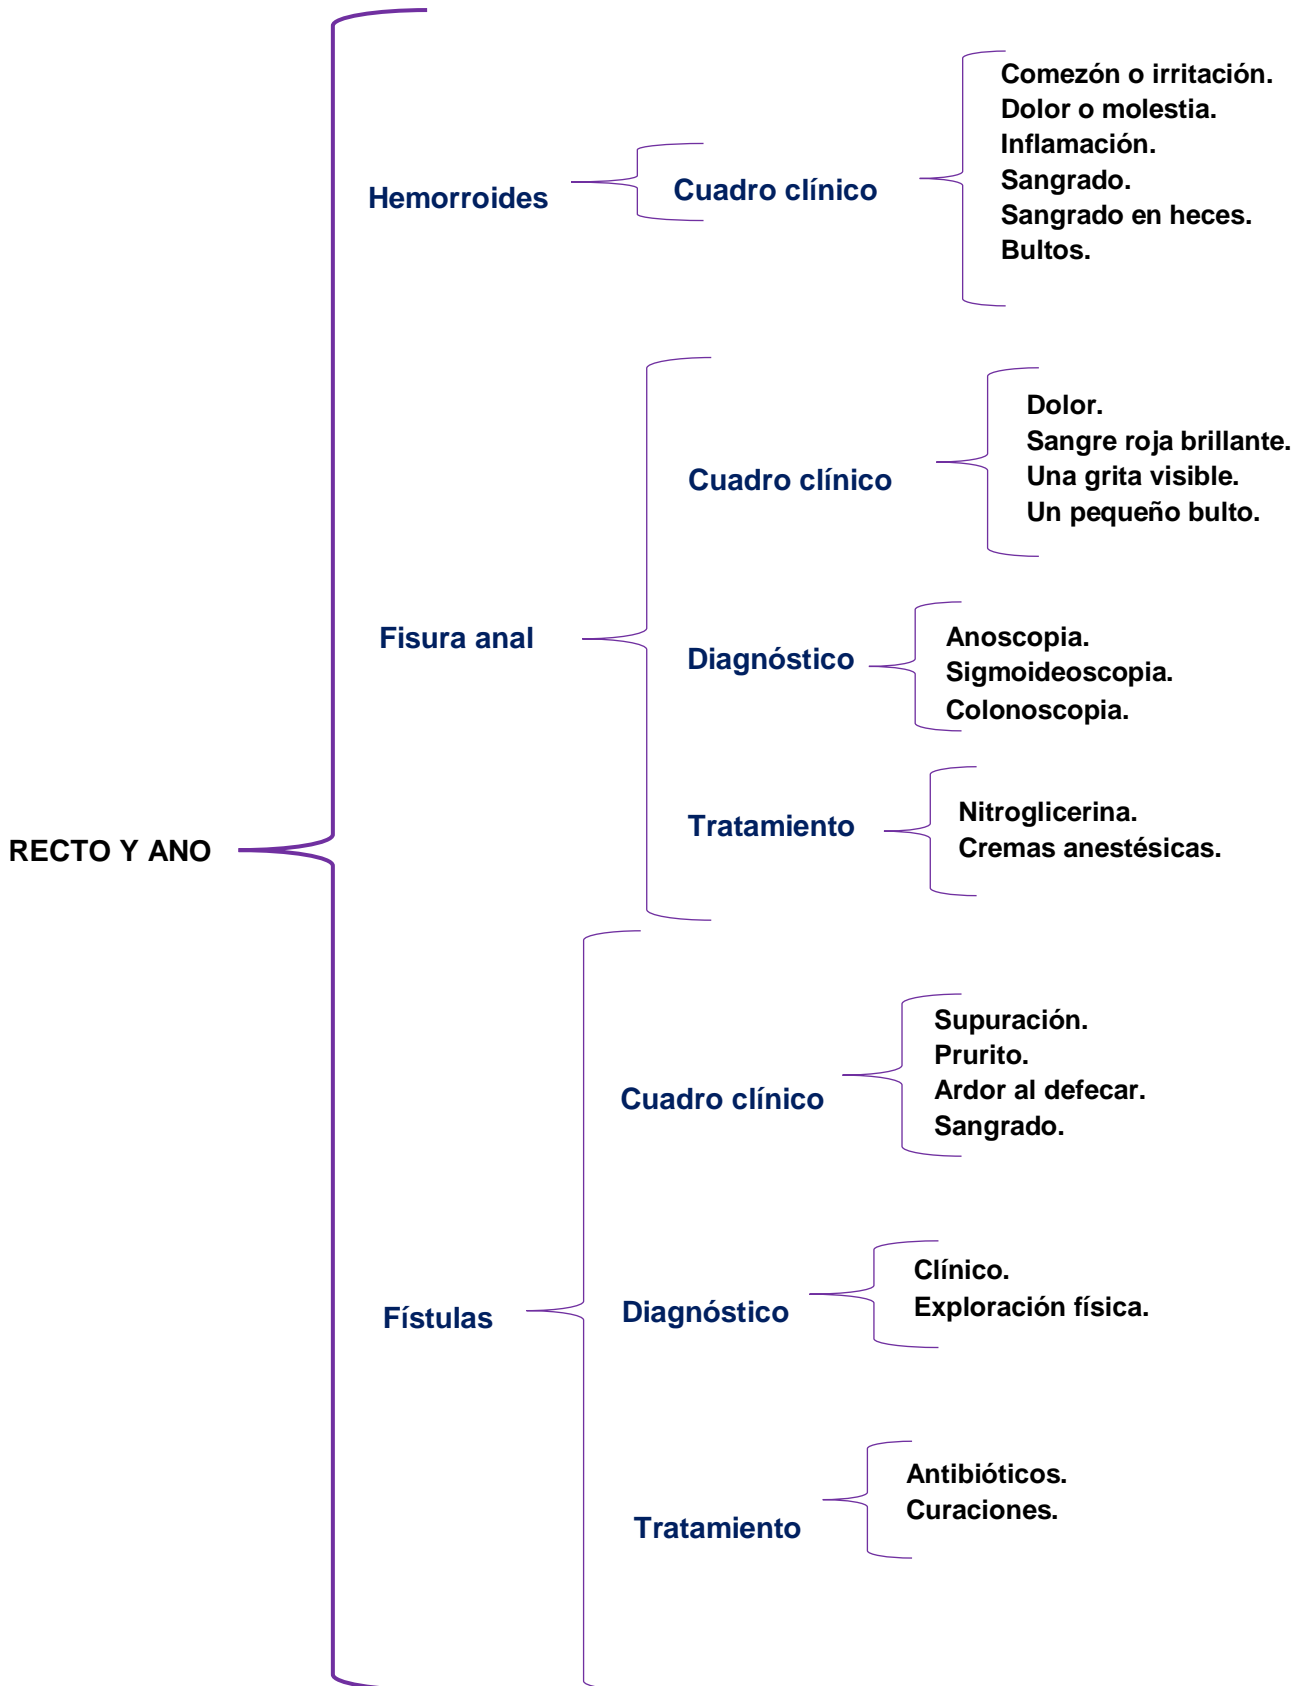 RECTO Y ANO
Hemorroides
Cuadro clínico
Comezón o irritación.
Dolor o molestia.
Inflamación.
Sangrado.
Sangrado en heces.
Bultos.
Fisura anal
Cuadro clínico
Dolor.
Sangre roja brillante.
Una grita visible.
Un pequeño bulto.
Diagnóstico
Anoscopia.
Sigmoideoscopia.
Colonoscopia.
Tratamiento
Nitroglicerina.
Cremas anestésicas.
Fístulas
Cuadro clínico
Supuración.
Prurito.
Ardor al defecar.
Sangrado.
Diagnóstico
Clínico.
Exploración física.
Tratamiento
Antibióticos.
Curaciones.